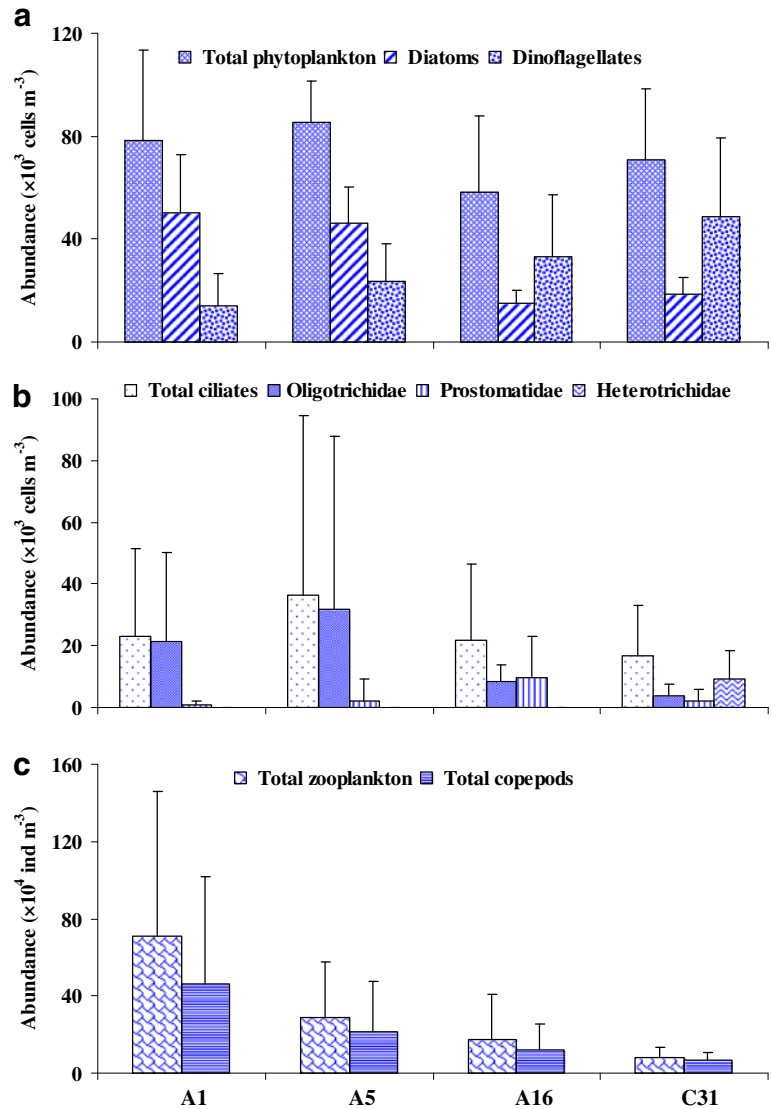 a
120
Total phytoplankton Diatoms Dinoflagellates
80
40
0
Abundance (×10³ cells m⁻³)
b
Total ciliates Oligotrichidae Prostomatidae Heterotrichidae
100
80
60
40
20
0
Abundance (×10³ cells m⁻³)
c
160
Total zooplankton Total copepods
120
80
40
0
Abundance (×10⁴ ind m⁻³)
A1 A5 A16 C31